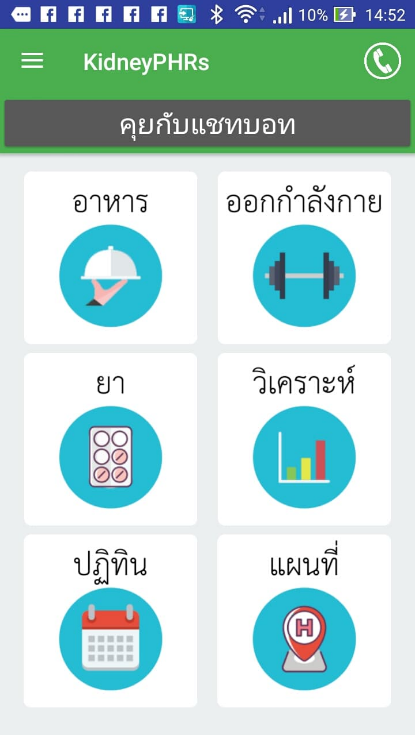 10% 14:52
KidneyPHRs
คุยกับแชทบอท
อาหาร ออกกำลังกาย
ยา วิเคราะห์
ปฏิทิน แผนที่
H